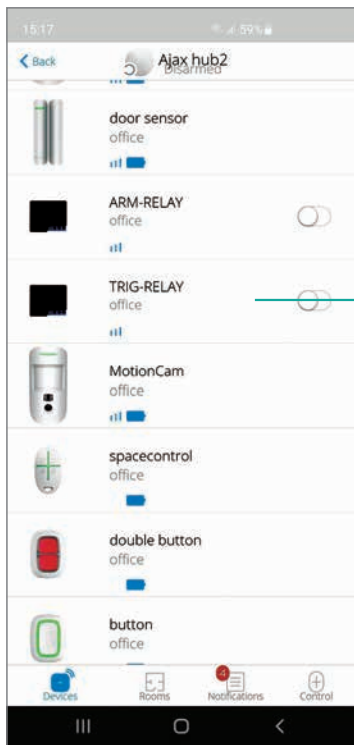 15:17
59%
Back
Ajax hub2
Disarmed
door sensor
office
ARM-RELAY
office
TRIG-RELAY
office
MotionCam
office
spacecontrol
office
double button
office
button
office
4
Devices
Rooms
Notifications
Control